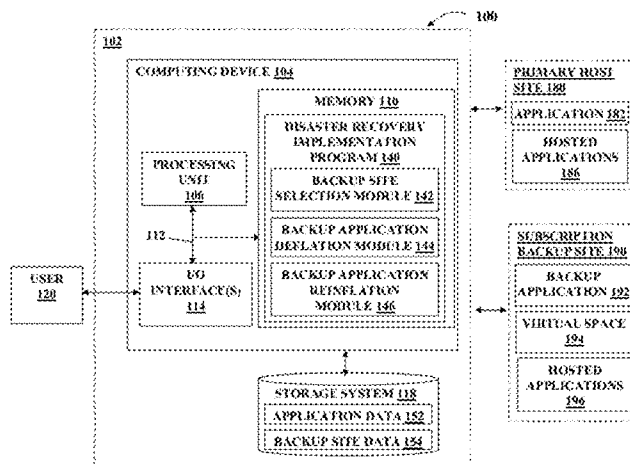 100
102
COMPUTING DEVICE 104
MEMORY 110
DISASTER RECOVERY
IMPLEMENTATION
PROGRAM 140
BACKUP SITE
SELECTION MODULE 142
BACKUP APPLICATION
DEFLATION MODULE 144
BACKUP APPLICATION
REINFLATION
MODULE 146
PROCESSING
UNIT
106
112
I/O
INTERFACE(S)
114
USER
120
STORAGE SYSTEM 118
APPLICATION DATA 152
BACKUP SITE DATA 154
PRIMARY HOST
SITE 180
APPLICATION 182
HOSTED
APPLICATIONS
186
SUBSCRIPTION
BACKUP SITE 190
BACKUP
APPLICATION 192
VIRTUAL SPACE
194
HOSTED
APPLICATIONS
196